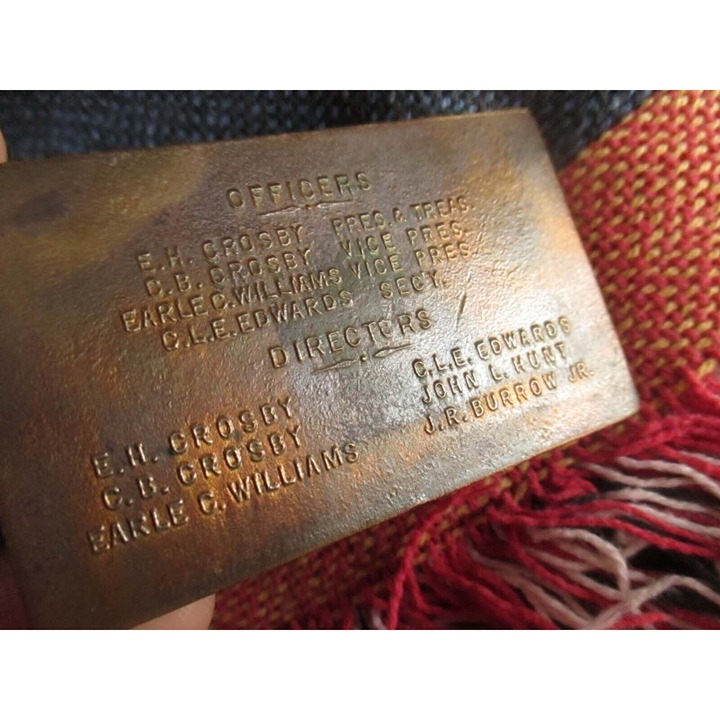 OFFICERS
E.H. CROSBY PRES. & TREAS.
C.B. CROSBY VICE PRES.
EARLE C. WILLIAMS VICE PRES.
C.L.E. EDWARDS SECY.
DIRECTORS
E.H. CROSBY
C.B. CROSBY
EARLE C. WILLIAMS
C.L.E. EDWARDS
JOHN L. HUNT
J.R. BURROW JR.